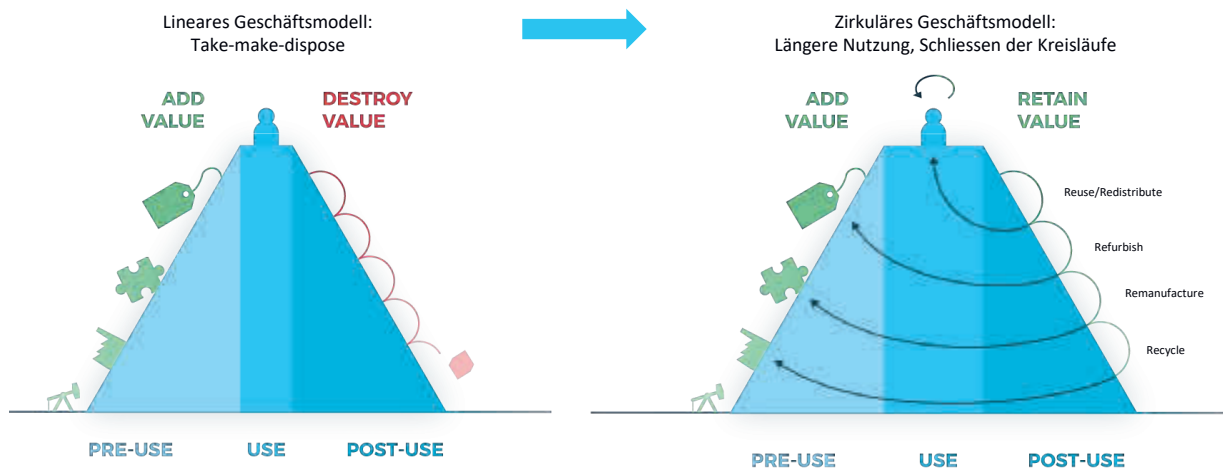 Lineares Geschäftsmodell:
Take-make-dispose
ADD
VALUE
DESTROY
VALUE
PRE-USE
USE
POST-USE
Zirkuläres Geschäftsmodell:
Längere Nutzung, Schliessen der Kreisläufe
ADD
VALUE
RETAIN
VALUE
Reuse/Redistribute
Refurbish
Remanufacture
Recycle
PRE-USE
USE
POST-USE